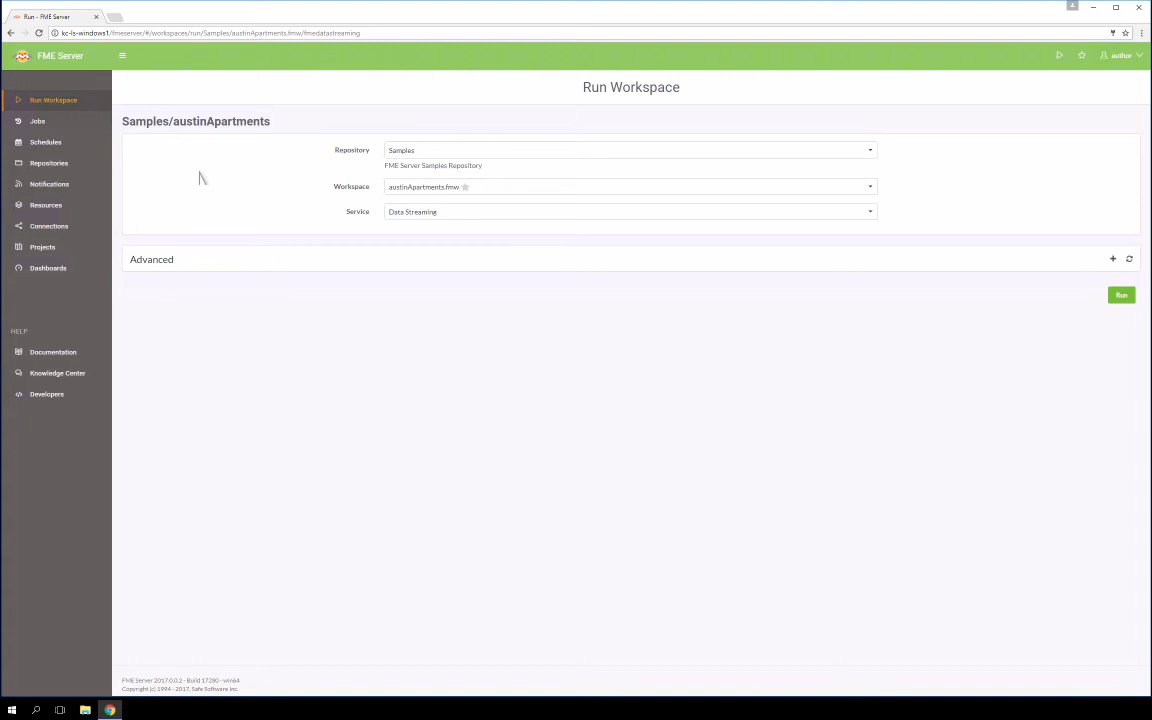 Run - FME Server
kc-ls-windows1/fmeserver/#/workspaces/run/Samples/austinApartments.fmw/fmedatastreaming
FME Server
author
Run Workspace
Run Workspace
Jobs
Schedules
Repositories
Notifications
Resources
Connections
Projects
Dashboards
HELP
Documentation
Knowledge Center
Developers
Samples/austinApartments
Repository
Samples
FME Server Samples Repository
Workspace
austinApartments.fmw
Service
Data Streaming
Advanced
Run
FME Server 2017.0.0.2 - Build 17280 - win64
Copyright (c) 1994 - 2017, Safe Software Inc.